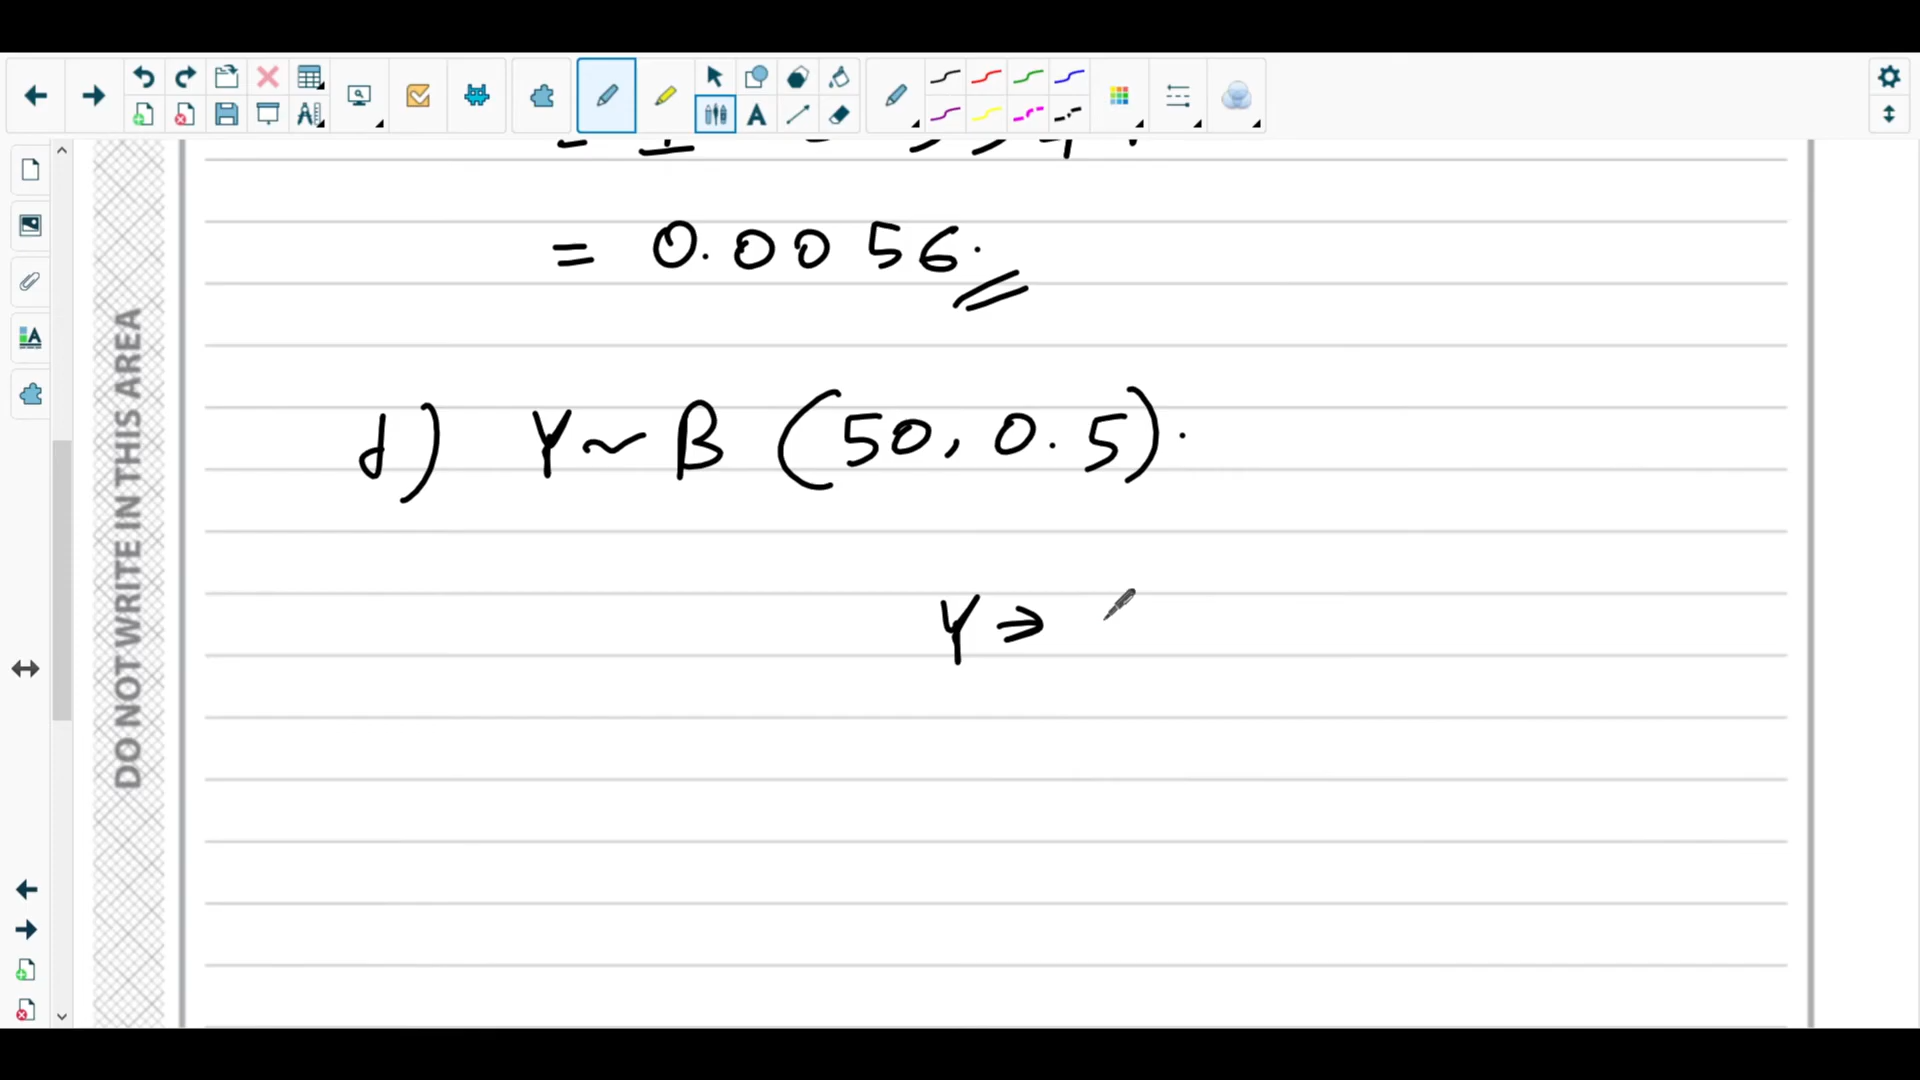 = 0.0056.
d) Y ~ B (50, 0.5).
Y ⇒
DO NOT WRITE IN THIS AREA